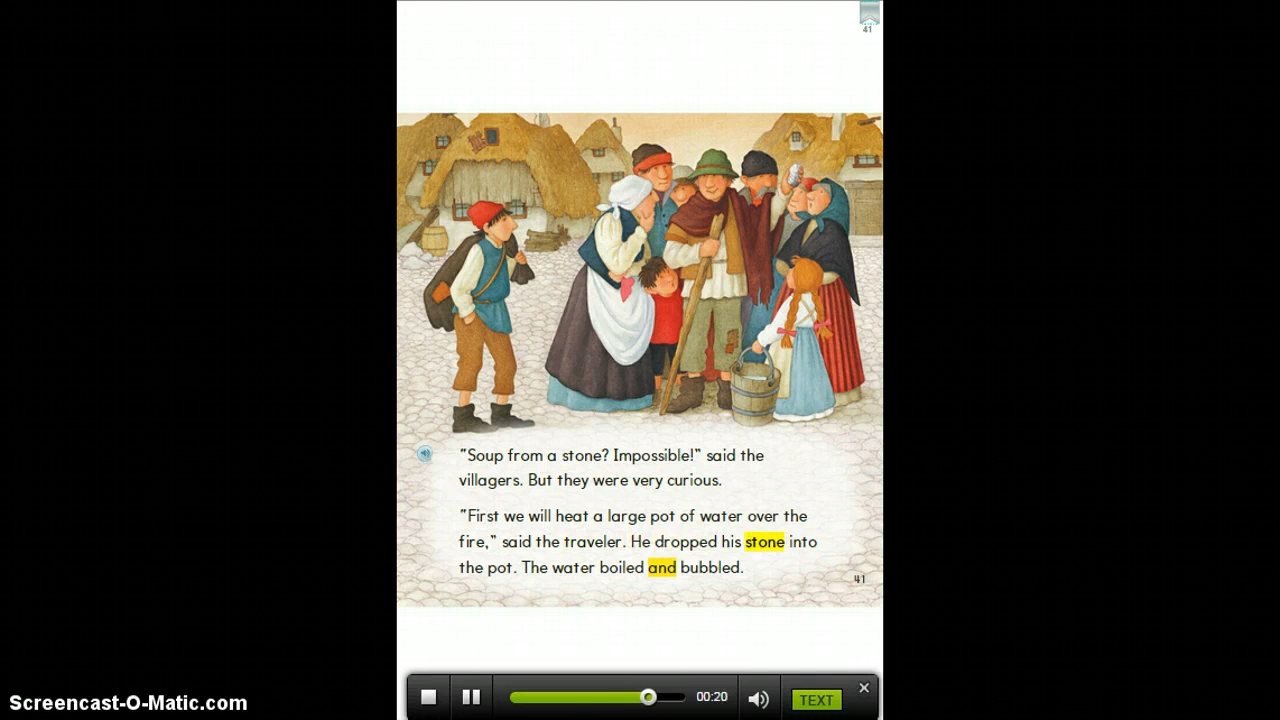 41
"Soup from a stone? Impossible!" said the
villagers. But they were very curious.
"First we will heat a large pot of water over the
fire," said the traveler. He dropped his stone into
the pot. The water boiled and bubbled.
41
00:20
TEXT
Screencast-O-Matic.com